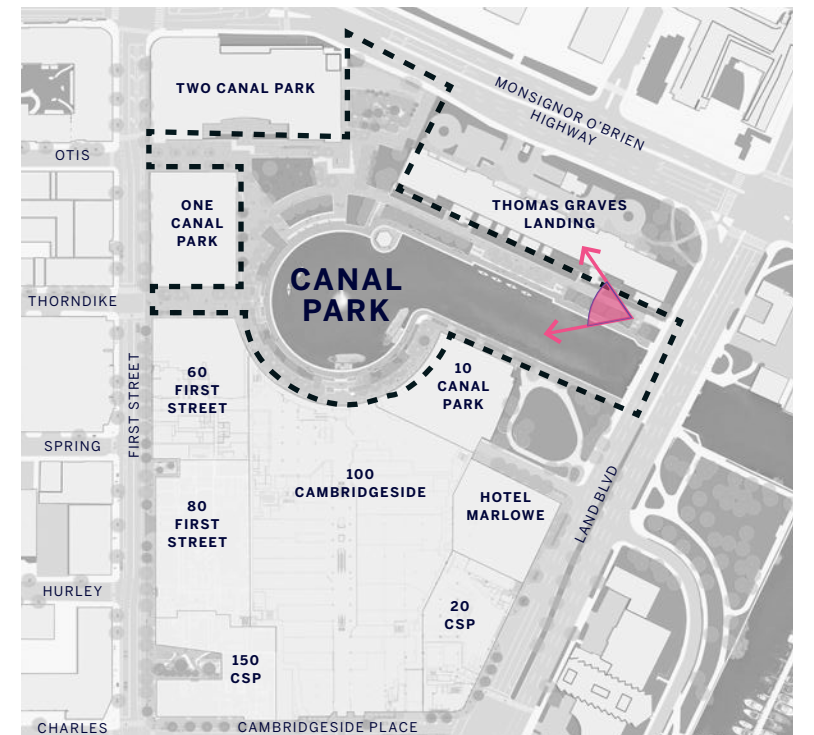 TWO CANAL PARK
MONSIGNOR O'BRIEN
HIGHWAY
OTIS
ONE
CANAL
PARK
THOMAS GRAVES
LANDING
CANAL
PARK
THORNDIKE
60
FIRST
STREET
10
CANAL
PARK
FIRST STREET
SPRING
100
CAMBRIDGESIDE
HOTEL
MARLOWE
LAND BLVD
80
FIRST
STREET
HURLEY
20
CSP
150
CSP
CHARLES
CAMBRIDGESIDE PLACE